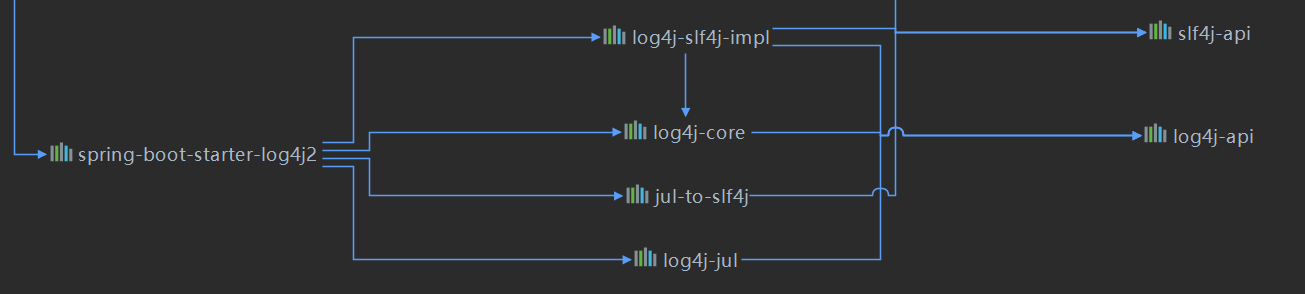 log4j-slf4j-impl
slf4j-api
log4j-core
log4j-api
spring-boot-starter-log4j2
jul-to-slf4j
log4j-jul